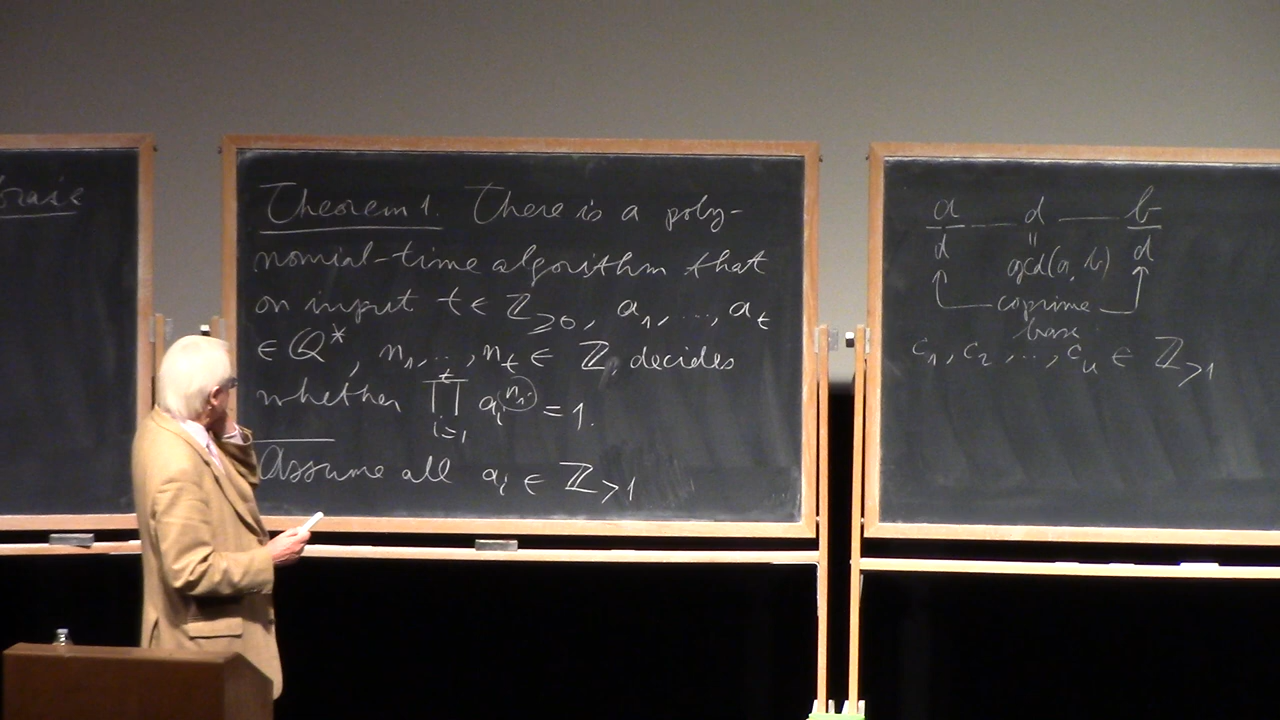 Theorem 1. There is a poly-
nomial-time algorithm that
on input t ∈ ℤ≥0, a1, ..., at
∈ ℚ*, n1, ..., nt ∈ ℤ, decides
whether ∏_{i=1}^{t} ai^{ni} = 1.
Assume all ai ∈ ℤ>1
a/d — d — b/d
"
gcd(a, b)
coprime
base
c1, c2, ..., cu ∈ ℤ>1